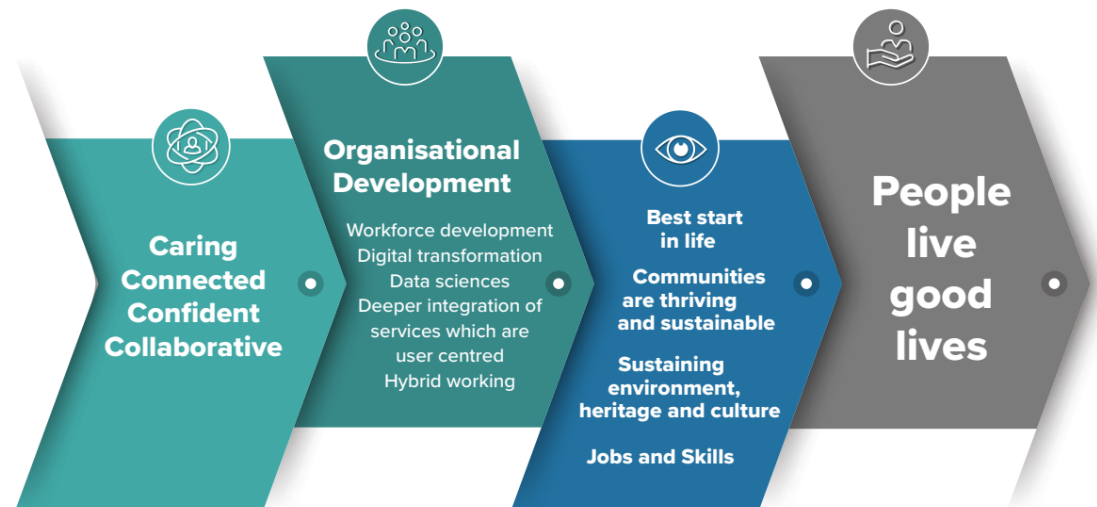 Caring
Connected
Confident
Collaborative
Organisational
Development
Workforce development
Digital transformation
Data sciences
Deeper integration of
services which are
user centred
Hybrid working
Best start
in life
Communities
are thriving
and sustainable
Sustaining
environment,
heritage and culture
Jobs and Skills
People
live
good
lives